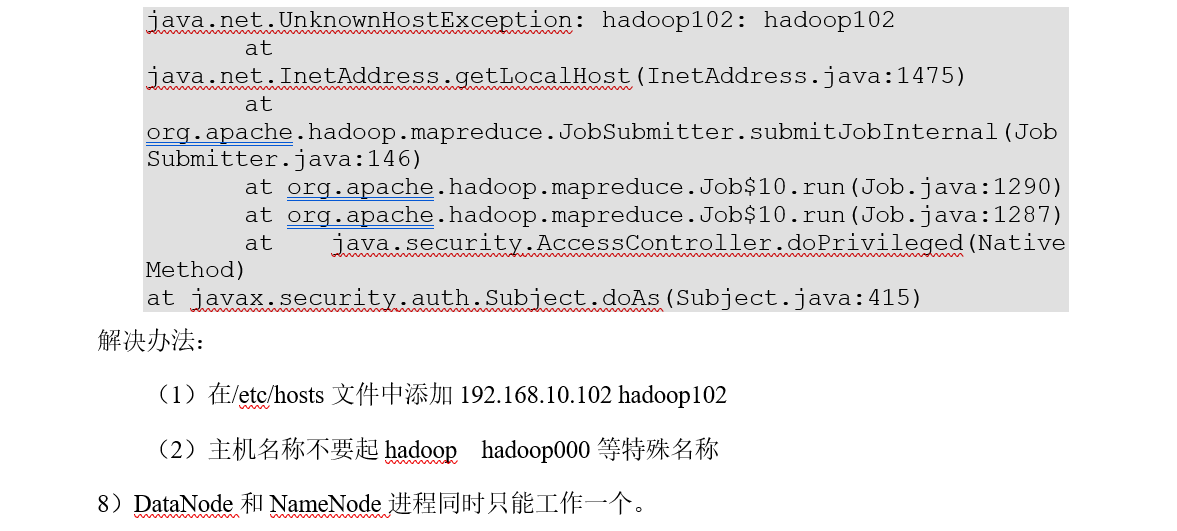 java.net.UnknownHostException: hadoop102: hadoop102
at
java.net.InetAddress.getLocalHost(InetAddress.java:1475)
at
org.apache.hadoop.mapreduce.JobSubmitter.submitJobInternal(Job
Submitter.java:146)
at org.apache.hadoop.mapreduce.Job$10.run(Job.java:1290)
at org.apache.hadoop.mapreduce.Job$10.run(Job.java:1287)
at java.security.AccessController.doPrivileged(Native
Method)
at javax.security.auth.Subject.doAs(Subject.java:415)
解决办法：
（1）在/etc/hosts 文件中添加 192.168.10.102 hadoop102
（2）主机名称不要起 hadoop hadoop000 等特殊名称
8）DataNode 和 NameNode 进程同时只能工作一个。